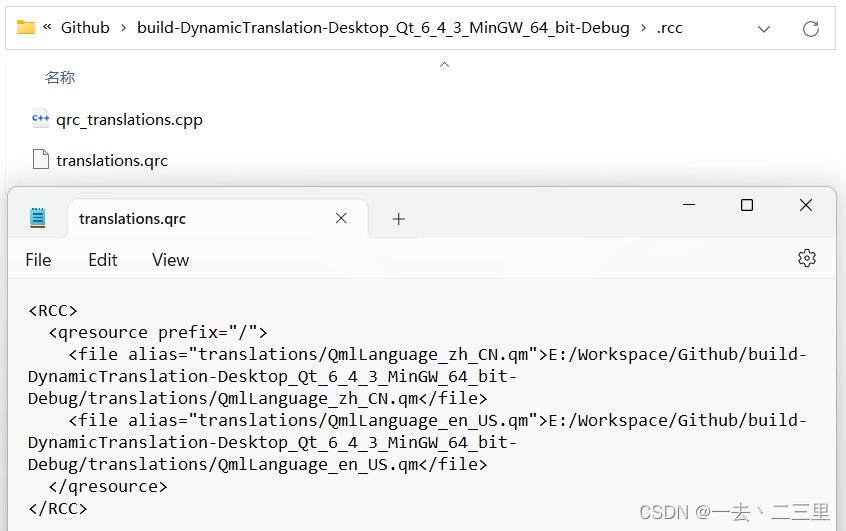 « Github > build-DynamicTranslation-Desktop_Qt_6_4_3_MinGW_64_bit-Debug > .rcc
名称
qrc_translations.cpp
translations.qrc
translations.qrc
File Edit View
<RCC>
  <qresource prefix="/">
    <file alias="translations/QmlLanguage_zh_CN.qm">E:/Workspace/Github/build-
DynamicTranslation-Desktop_Qt_6_4_3_MinGW_64_bit-
Debug/translations/QmlLanguage_zh_CN.qm</file>
    <file alias="translations/QmlLanguage_en_US.qm">E:/Workspace/Github/build-
DynamicTranslation-Desktop_Qt_6_4_3_MinGW_64_bit-
Debug/translations/QmlLanguage_en_US.qm</file>
  </qresource>
</RCC>
CSDN @一去丶二三里